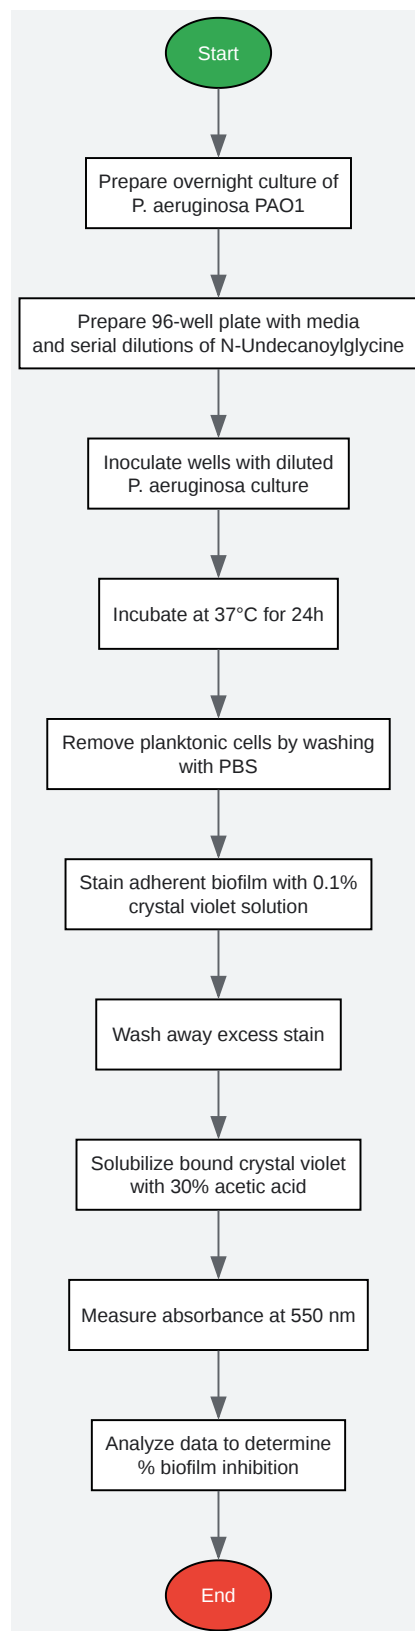 Start
Prepare overnight culture of
P. aeruginosa PAO1
Prepare 96-well plate with media
and serial dilutions of N-Undecanoylglycine
Inoculate wells with diluted
P. aeruginosa culture
Incubate at 37°C for 24h
Remove planktonic cells by washing
with PBS
Stain adherent biofilm with 0.1%
crystal violet solution
Wash away excess stain
Solubilize bound crystal violet
with 30% acetic acid
Measure absorbance at 550 nm
Analyze data to determine
% biofilm inhibition
End